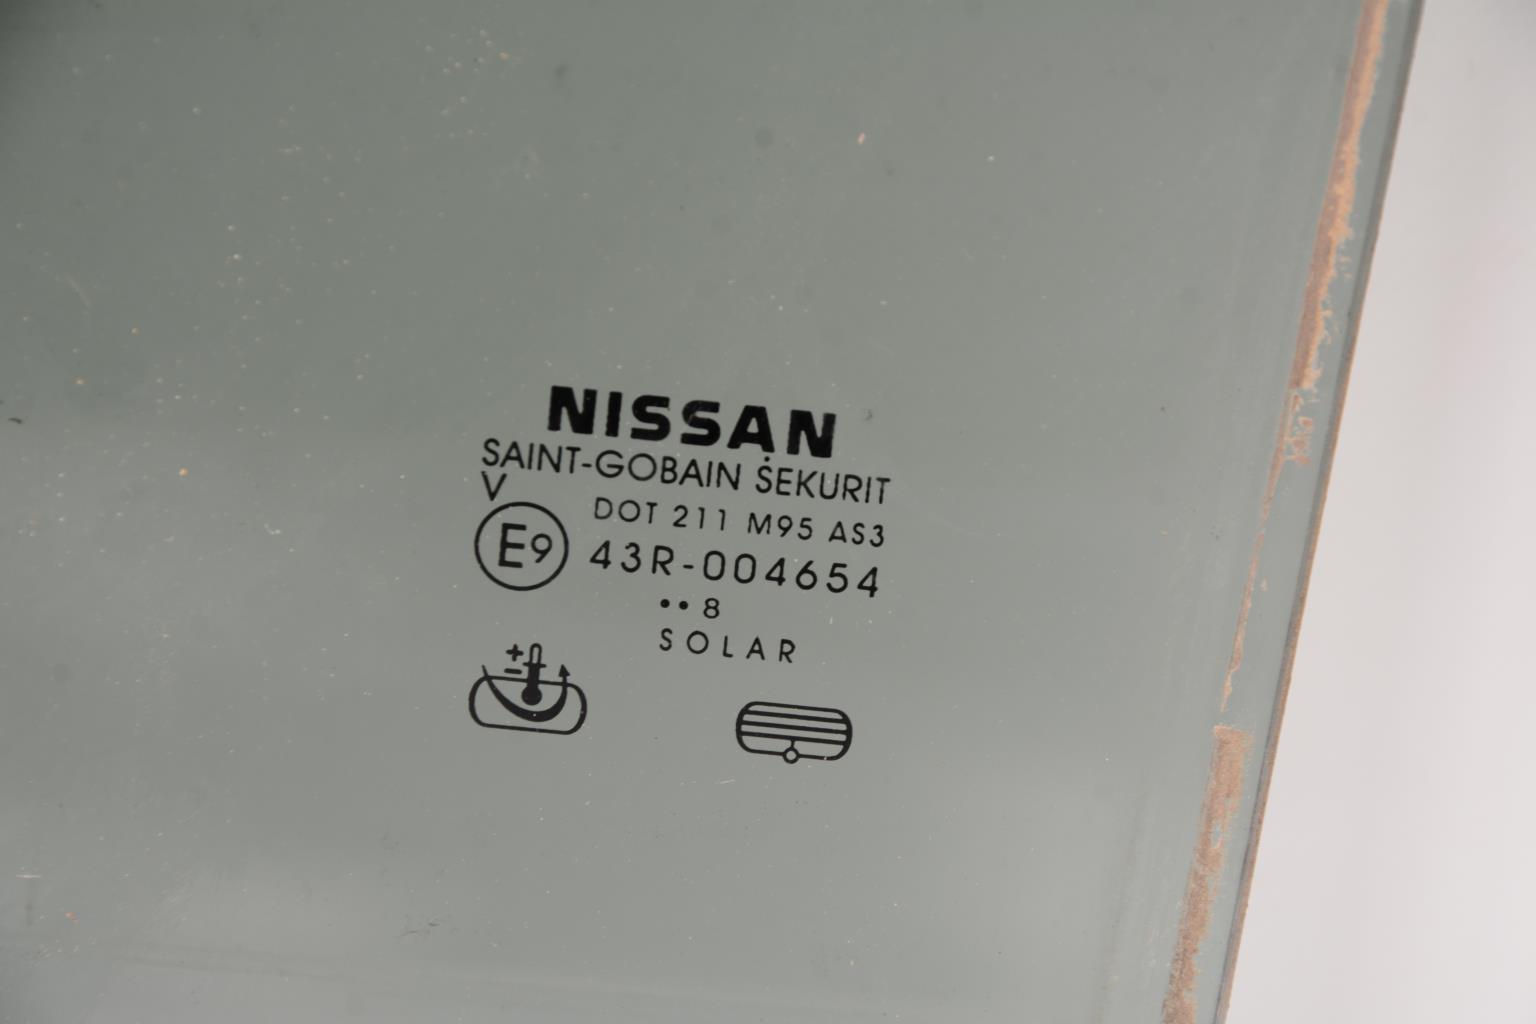 NISSAN
SAINT-GOBAIN SEKURIT
V
DOT 211 M95 AS3
E9 43R-004654
•• 8
SOLAR
+
−